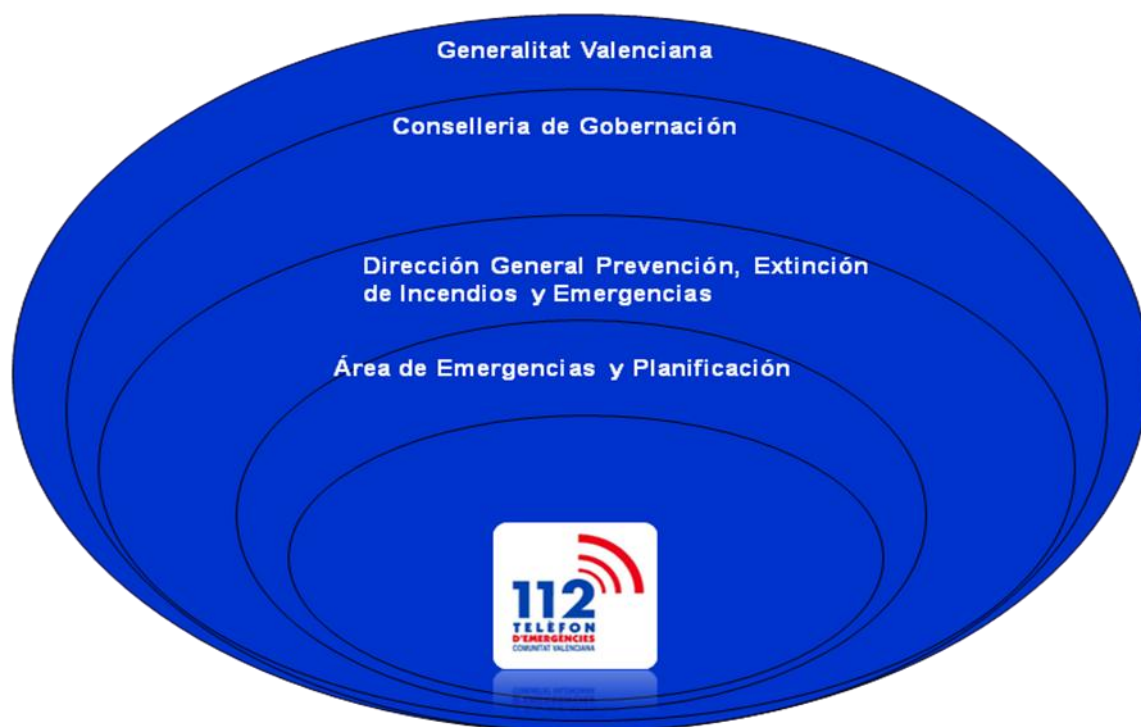 Generalitat Valenciana
Conselleria de Gobernación
Dirección General Prevención, Extinción
de Incendios y Emergencias
Área de Emergencias y Planificación
112
TELÈFON
D'EMERGÈNCIES
COMUNITAT VALENCIANA